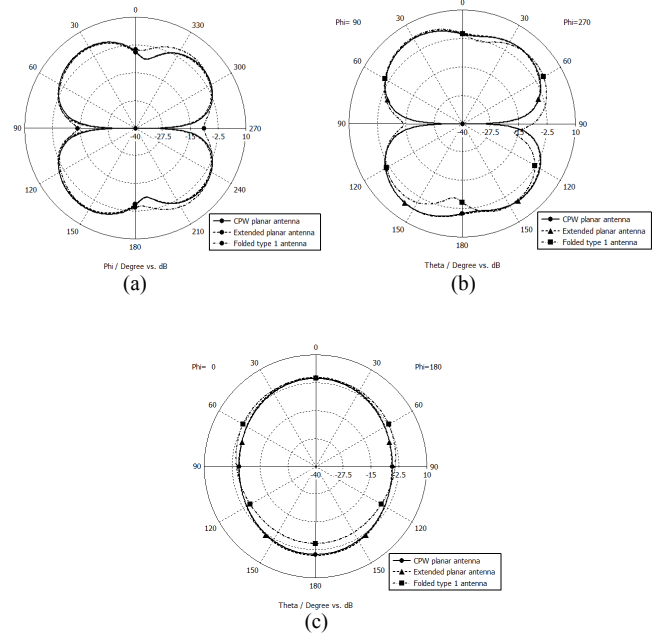 0
30
330
60
300
90
-40
-27.5
-15
-2.5
270
120
240
150
210
180
CPW planar antenna
Extended planar antenna
Folded type 1 antenna
Phi / Degree vs. dB
(a)
Phi= 90
0
Phi=270
30
30
60
60
90
-40
-27.5
-15
-2.5
90
10
120
120
150
150
180
CPW planar antenna
Extended planar antenna
Folded type 1 antenna
Theta / Degree vs. dB
(b)
Phi= 0
0
Phi=180
30
30
60
60
90
-40
-27.5
-15
-2.5
90
10
120
120
150
150
180
CPW planar antenna
Extended planar antenna
Folded type 1 antenna
Theta / Degree vs. dB
(c)